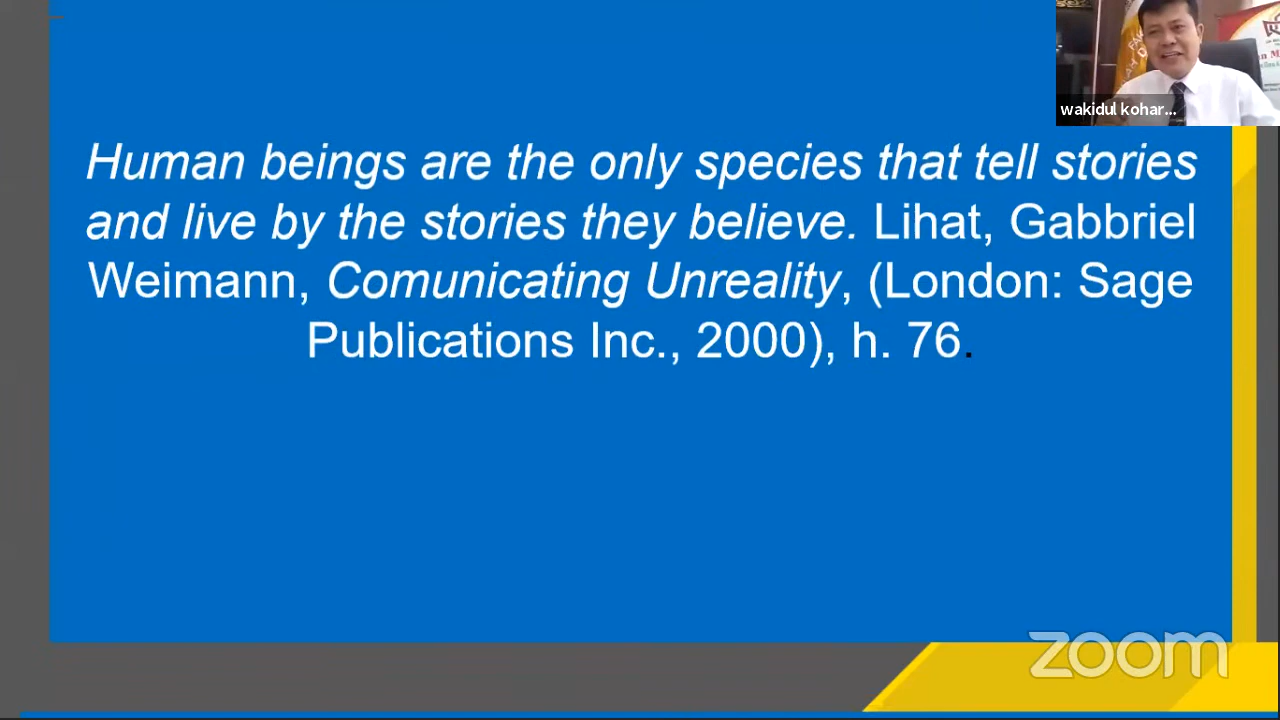 wakidul kohar...
Human beings are the only species that tell stories
and live by the stories they believe. Lihat, Gabbriel
Weimann, Comunicating Unreality, (London: Sage
Publications Inc., 2000), h. 76.
zoom